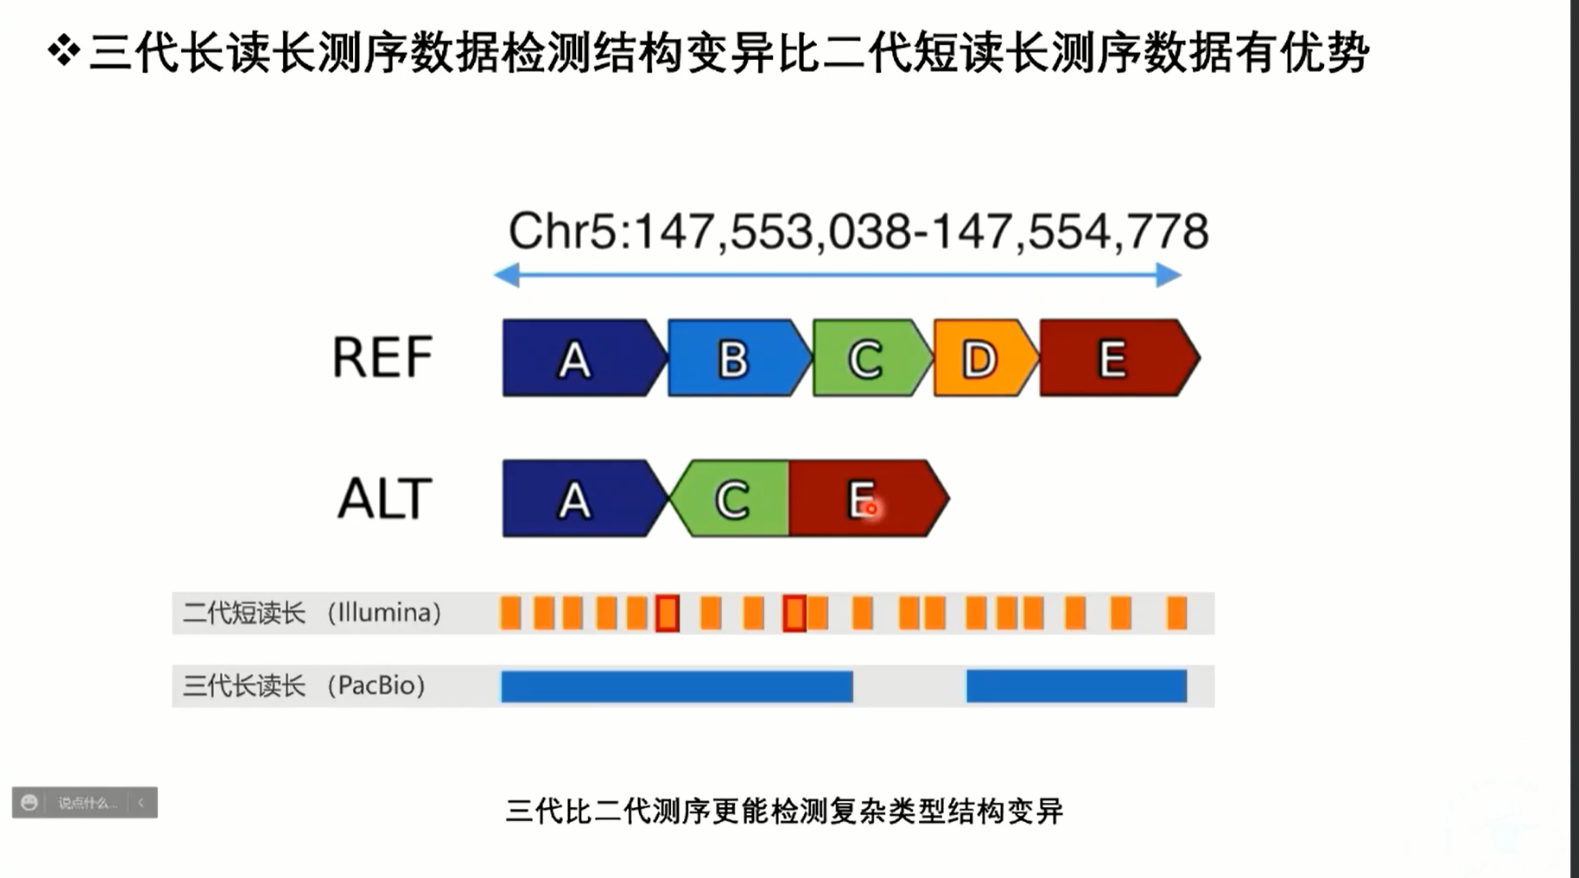 ❖三代长读长测序数据检测结构变异比二代短读长测序数据有优势
Chr5:147,553,038-147,554,778
REF A B C D E
ALT A C E
二代短读长 （Illumina）
三代长读长 （PacBio）
说点什么...
三代比二代测序更能检测复杂类型结构变异